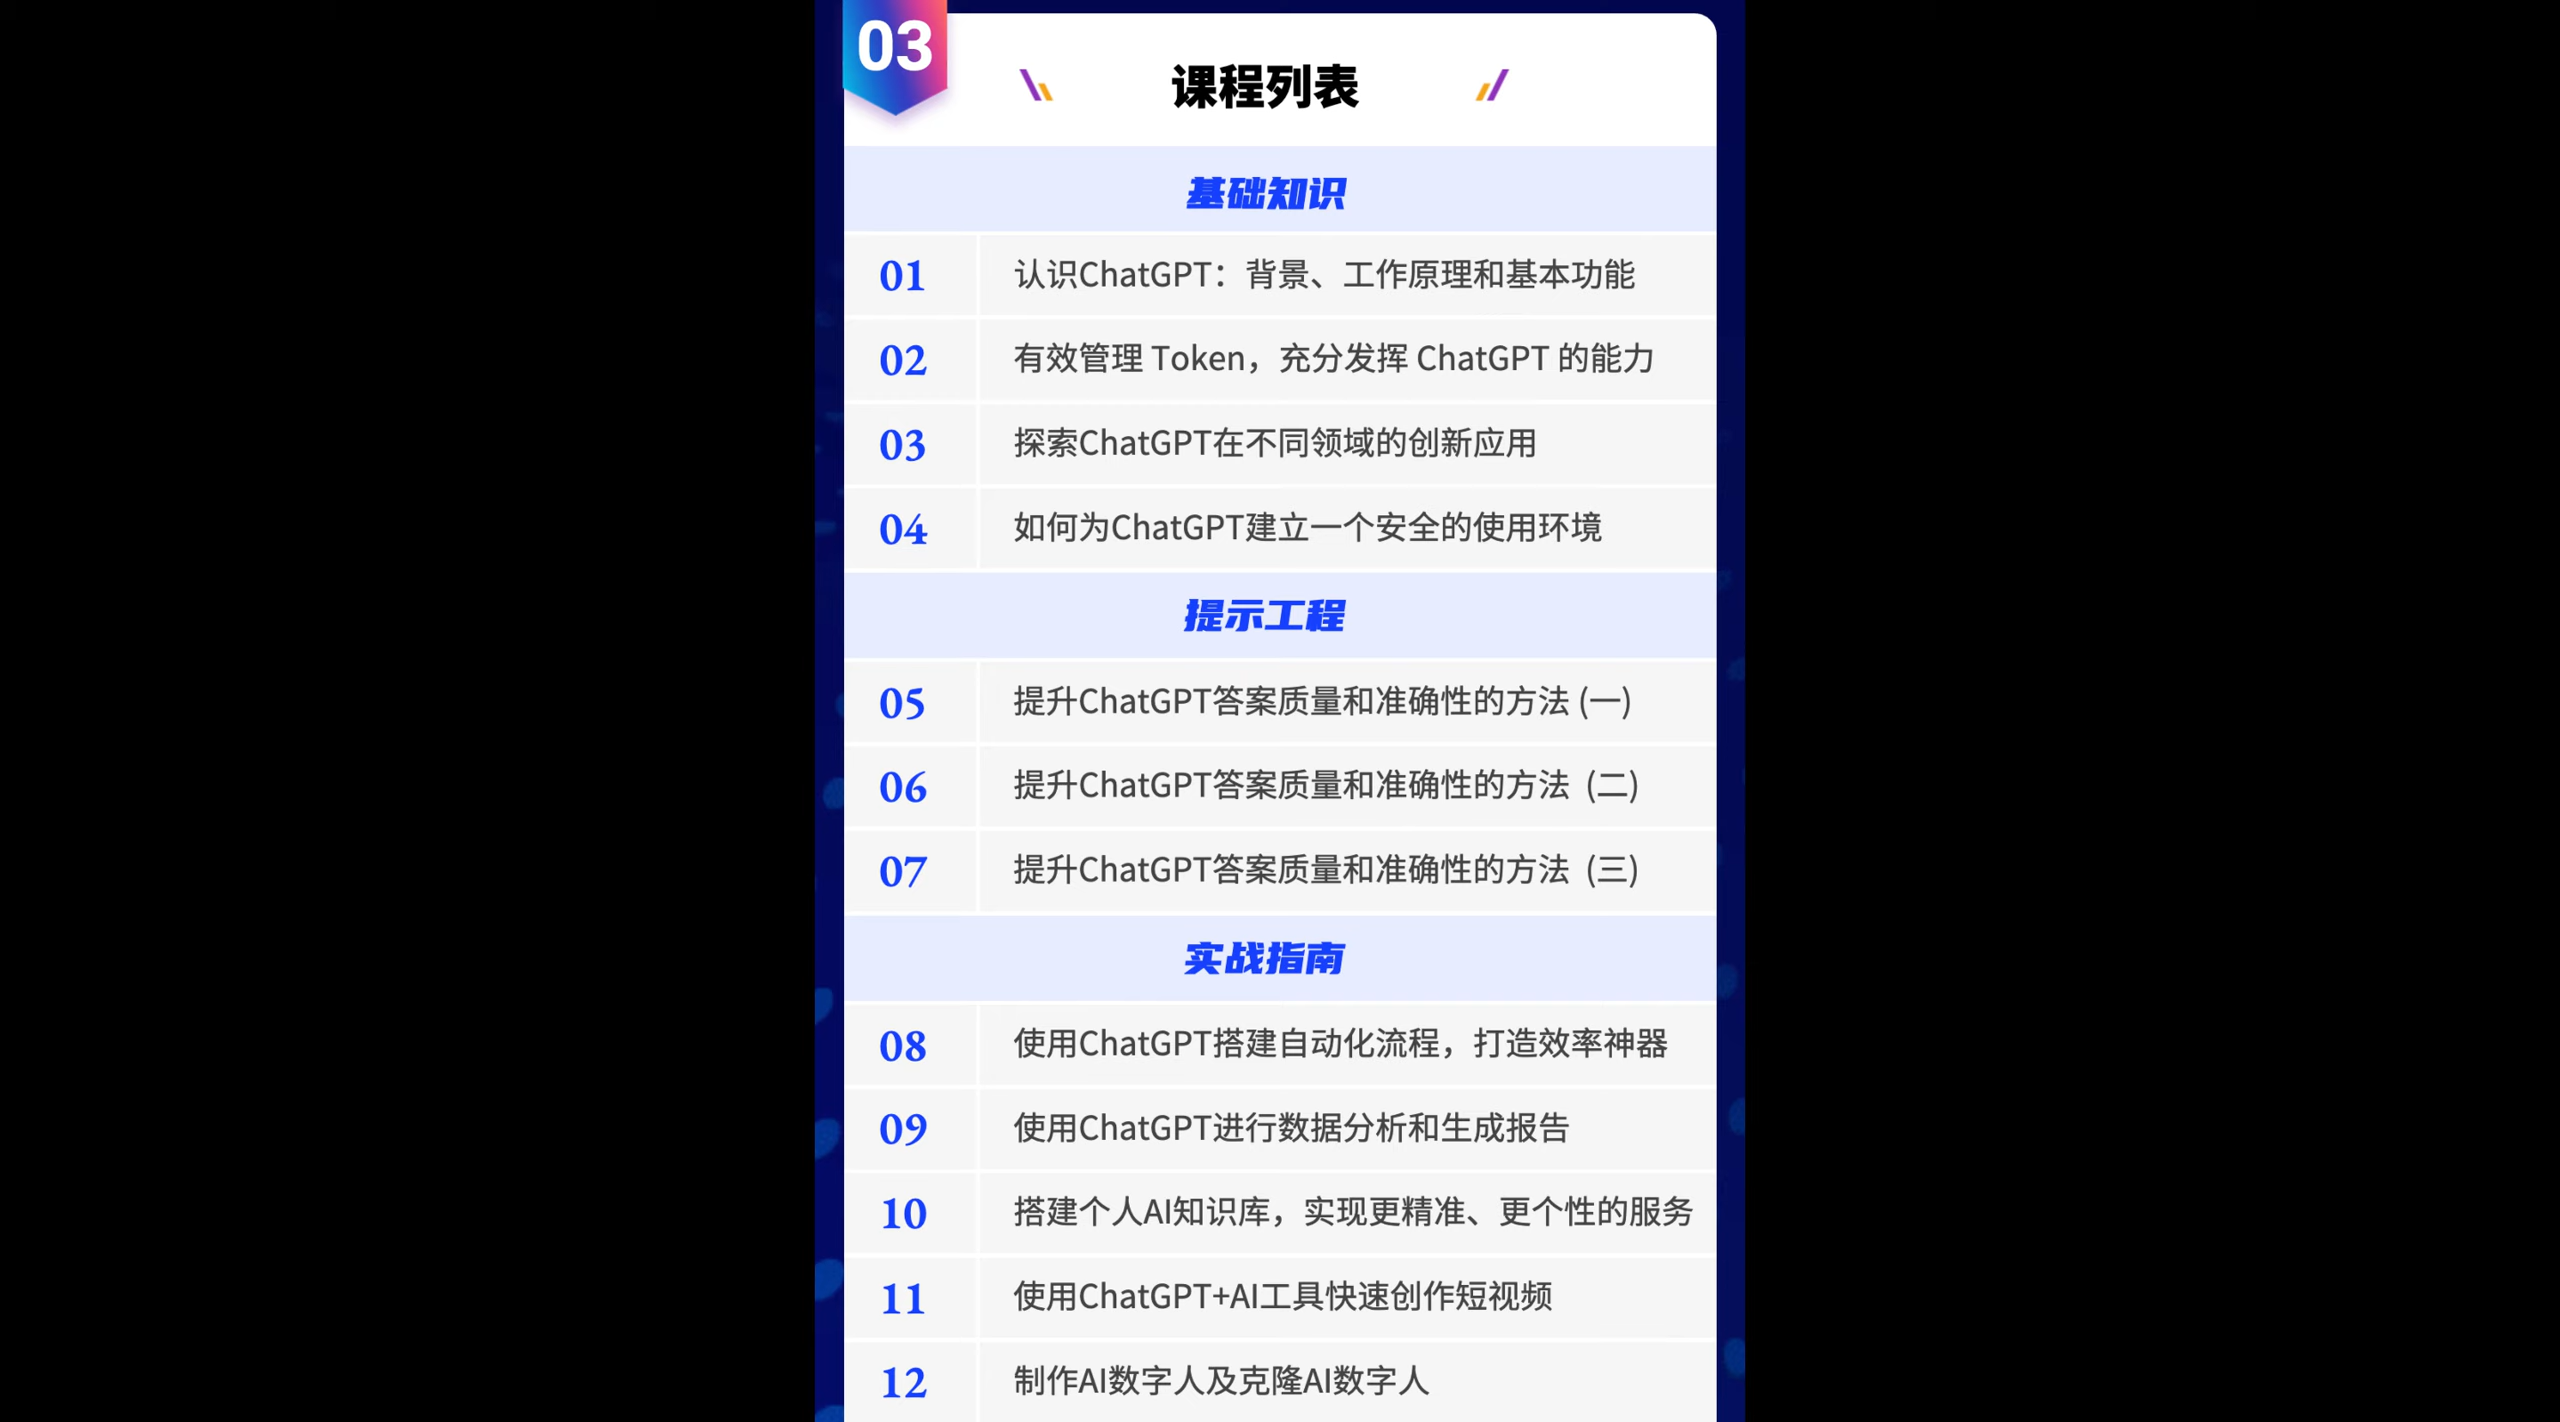 03
课程列表
基础知识
01 认识ChatGPT：背景、工作原理和基本功能
02 有效管理 Token，充分发挥 ChatGPT 的能力
03 探索ChatGPT在不同领域的创新应用
04 如何为ChatGPT建立一个安全的使用环境
提示工程
05 提升ChatGPT答案质量和准确性的方法 (一)
06 提升ChatGPT答案质量和准确性的方法 (二)
07 提升ChatGPT答案质量和准确性的方法 (三)
实战指南
08 使用ChatGPT搭建自动化流程，打造效率神器
09 使用ChatGPT进行数据分析和生成报告
10 搭建个人AI知识库，实现更精准、更个性的服务
11 使用ChatGPT+AI工具快速创作短视频
12 制作AI数字人及克隆AI数字人